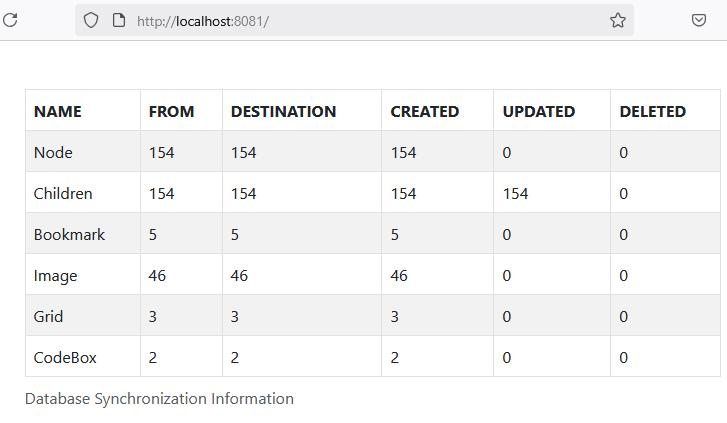 http://localhost:8081/
NAME FROM DESTINATION CREATED UPDATED DELETED
Node 154 154 154 0 0
Children 154 154 154 154 0
Bookmark 5 5 5 0 0
Image 46 46 46 0 0
Grid 3 3 3 0 0
CodeBox 2 2 2 0 0
Database Synchronization Information